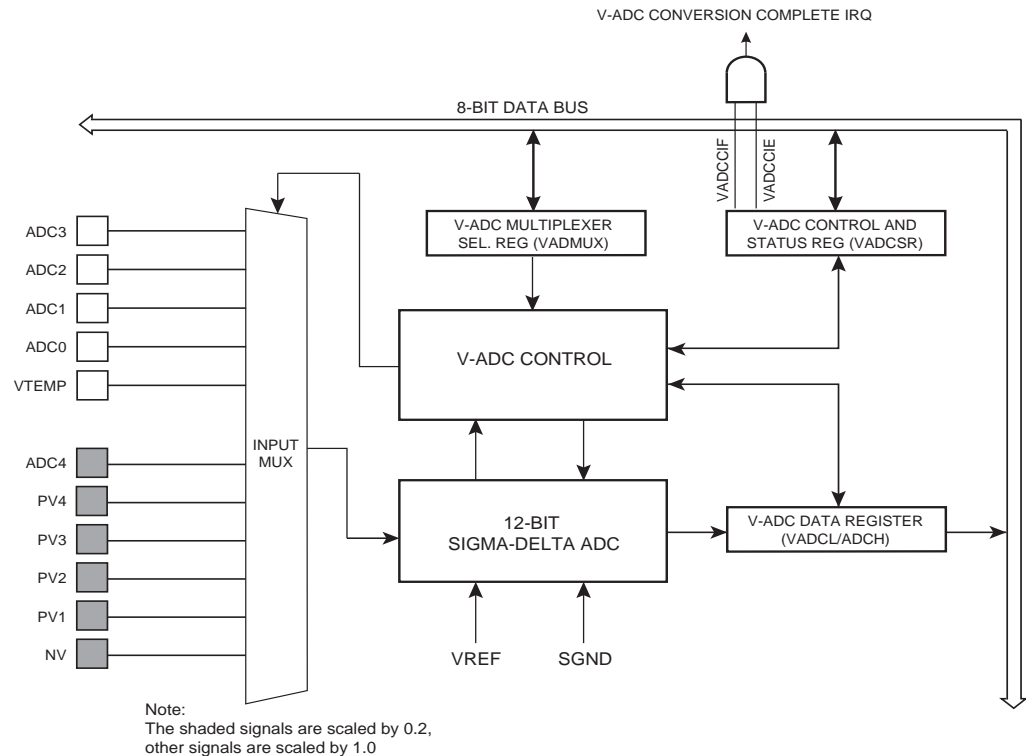 V-ADC CONVERSION COMPLETE IRQ
8-BIT DATA BUS
VADCCIF
VADCCIE
V-ADC MULTIPLEXER
SEL. REG (VADMUX)
V-ADC CONTROL AND
STATUS REG (VADCSR)
ADC3
ADC2
ADC1
ADC0
VTEMP
ADC4
PV4
PV3
PV2
PV1
NV
INPUT
MUX
V-ADC CONTROL
12-BIT
SIGMA-DELTA ADC
V-ADC DATA REGISTER
(VADCL/ADCH)
VREF
SGND
Note:
The shaded signals are scaled by 0.2,
other signals are scaled by 1.0